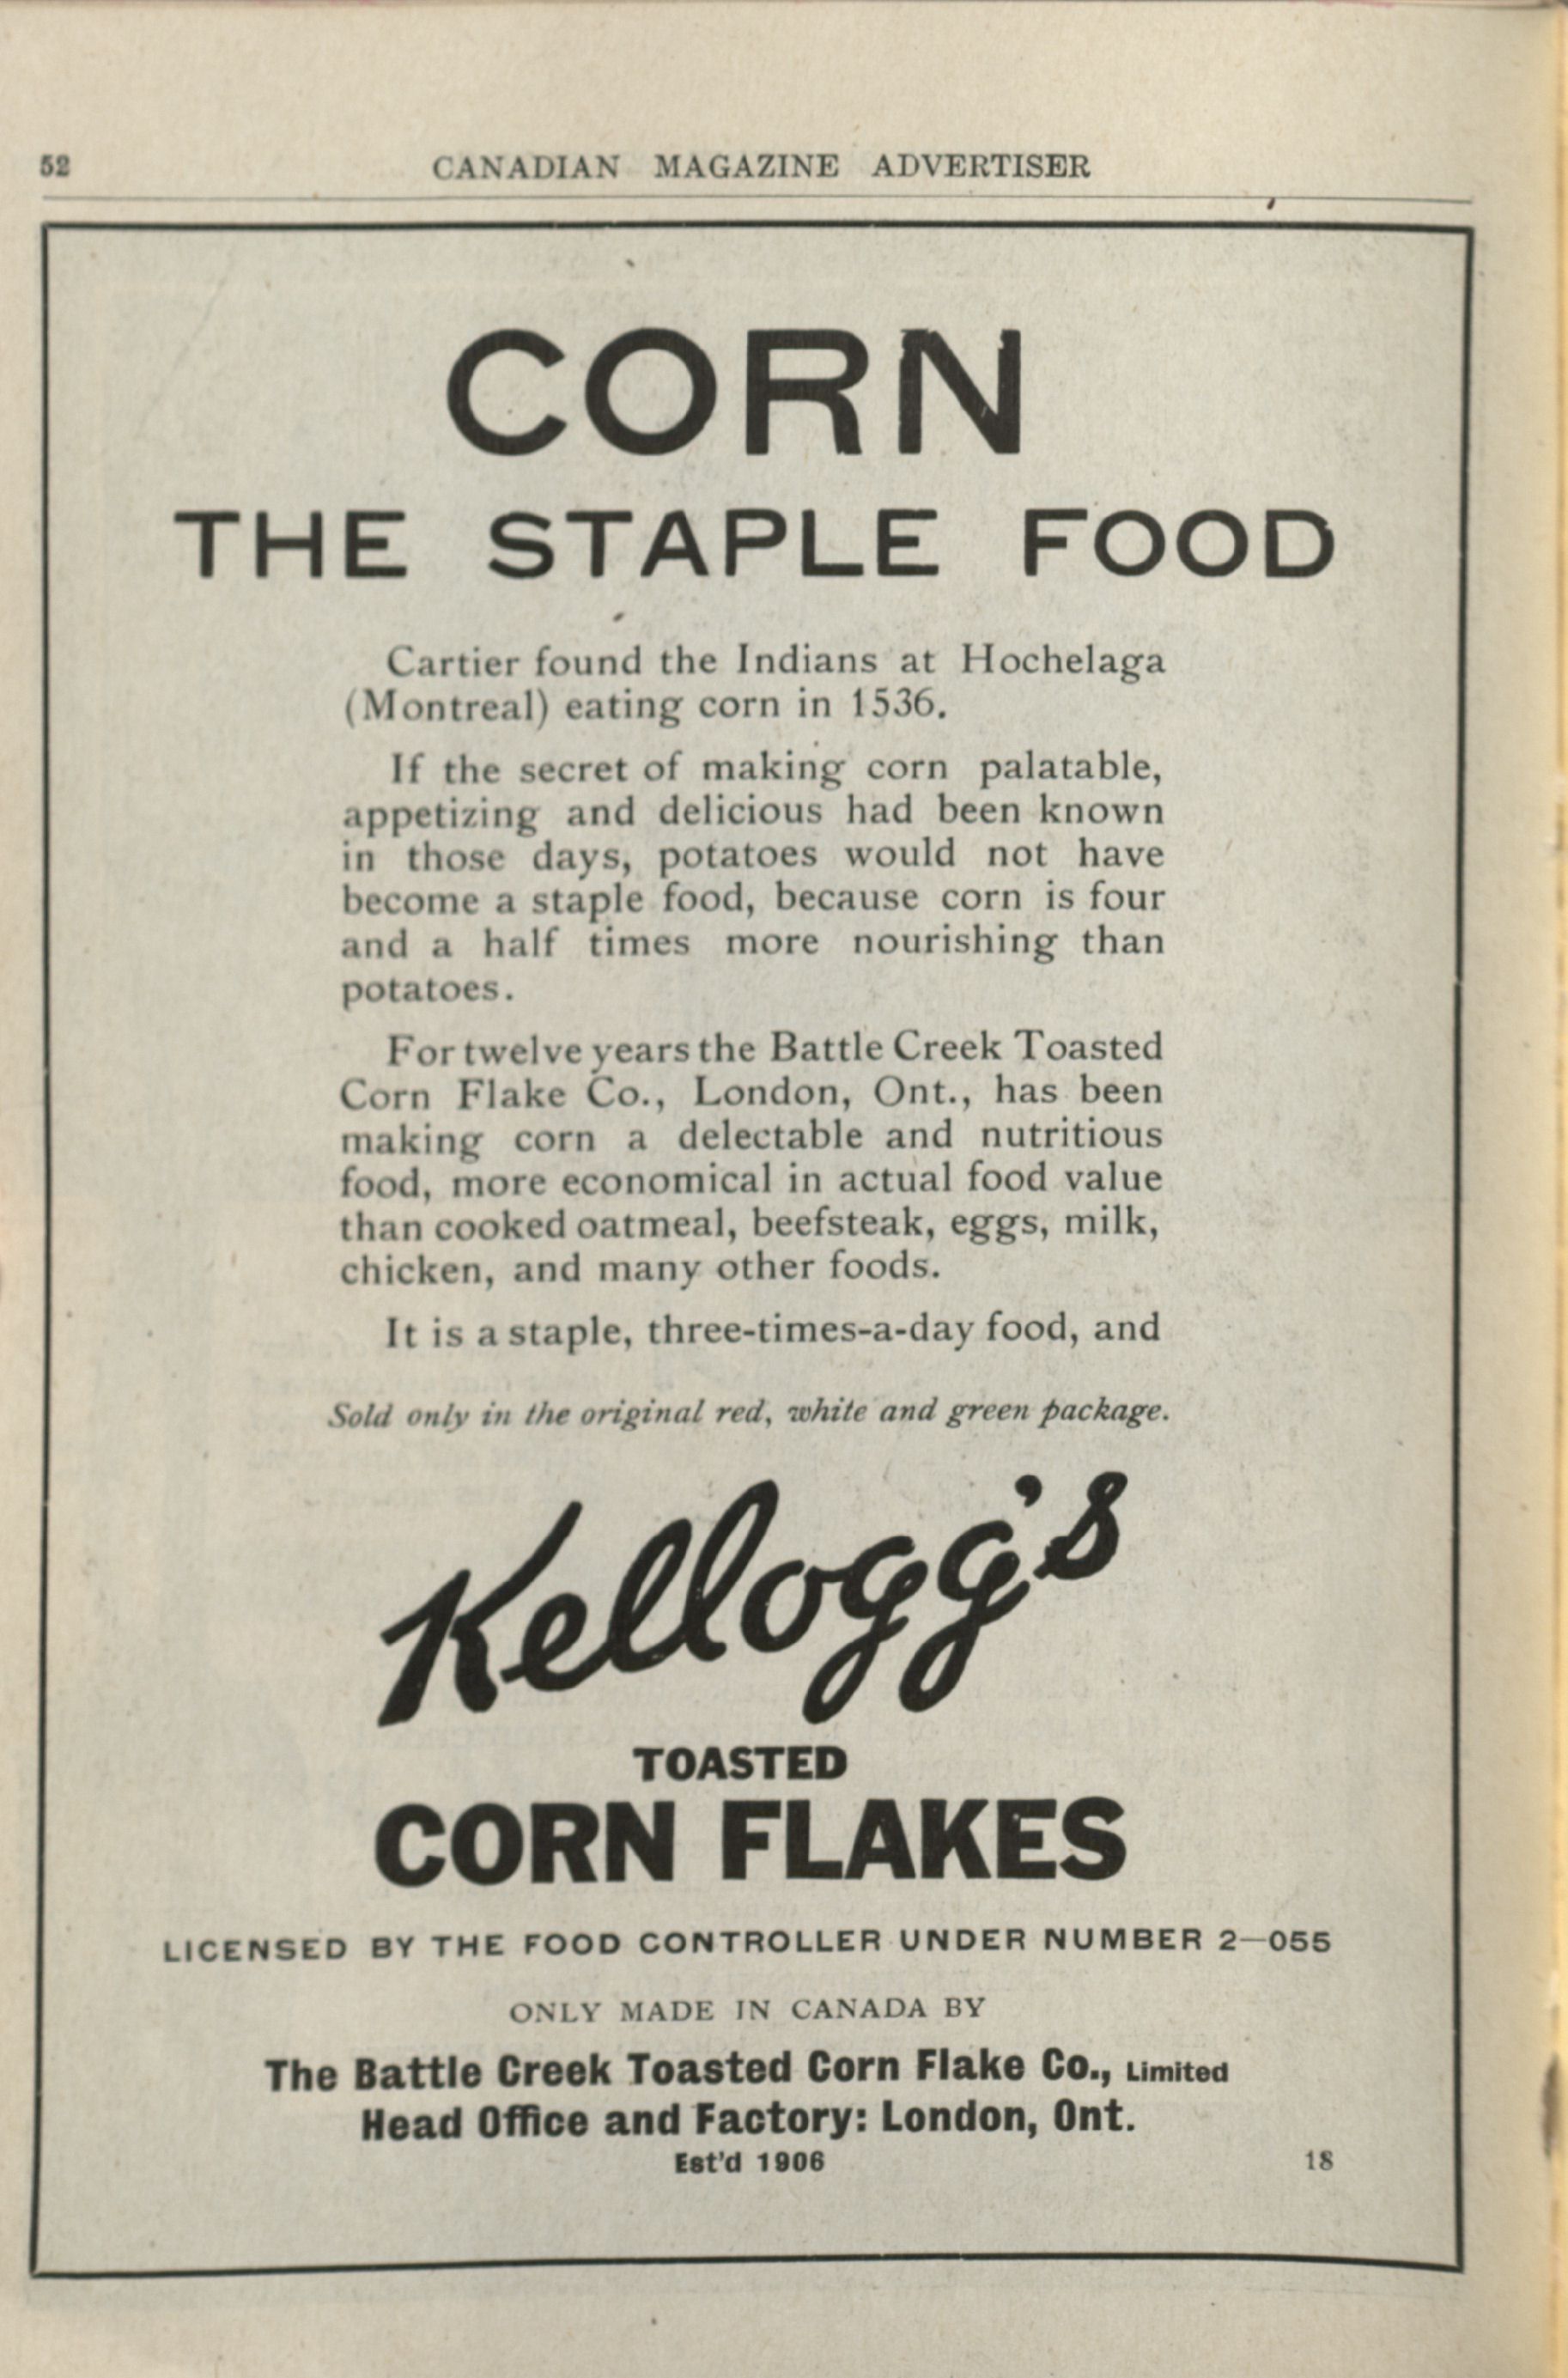 52
CANADIAN MAGAZINE ADVERTISER
CORN
THE STAPLE FOOD
Cartier found the Indians at Hochelaga
(Montreal) eating corn in 1536.
If the secret of making corn palatable,
appetizing and delicious had been known
in those days, potatoes would not have
become a staple food, because corn is four
and a half times more nourishing than
potatoes.
For twelve years the Battle Creek Toasted
Corn Flake Co., London, Ont., has been
making corn a delectable and nutritious
food, more economical in actual food value
than cooked oatmeal, beefsteak, eggs, milk,
chicken, and many other foods.
It is a staple, three-times-a-day food, and
Sold only in the original red, white and green package.
Kellogg's
TOASTED
CORN FLAKES
LICENSED BY THE FOOD CONTROLLER UNDER NUMBER 2—055
ONLY MADE IN CANADA BY
The Battle Creek Toasted Corn Flake Co., Limited
Head Office and Factory: London, Ont.
Est'd 1906
18